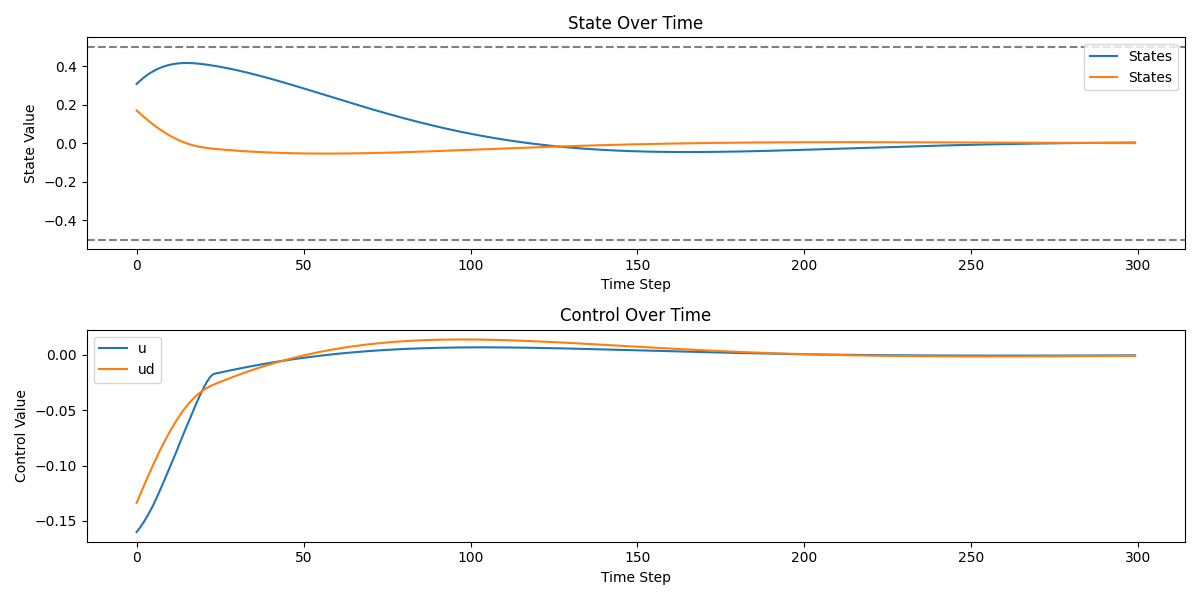 State Over Time
State Value
0.4
0.2
0.0
−0.2
−0.4
States
States
0
50
100
150
200
250
300
Time Step
Control Over Time
Control Value
0.00
−0.05
−0.10
−0.15
u
ud
0
50
100
150
200
250
300
Time Step